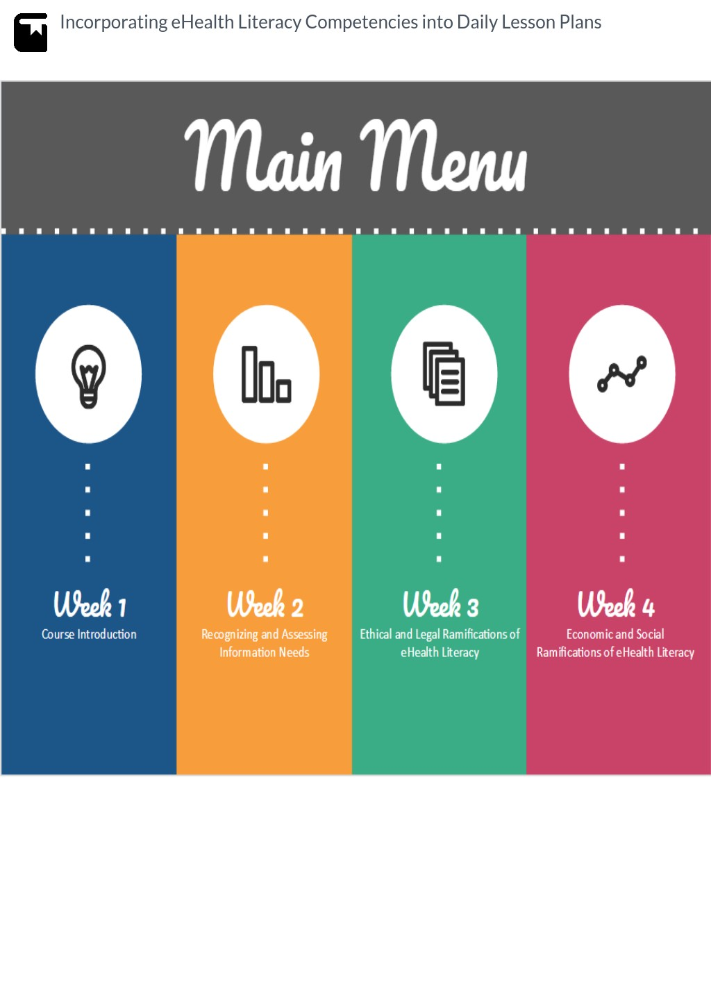 Incorporating eHealth Literacy Competencies into Daily Lesson Plans
Main Menu
Week 1
Course Introduction
Week 2
Recognizing and Assessing
Information Needs
Week 3
Ethical and Legal Ramifications of
eHealth Literacy
Week 4
Economic and Social
Ramifications of eHealth Literacy